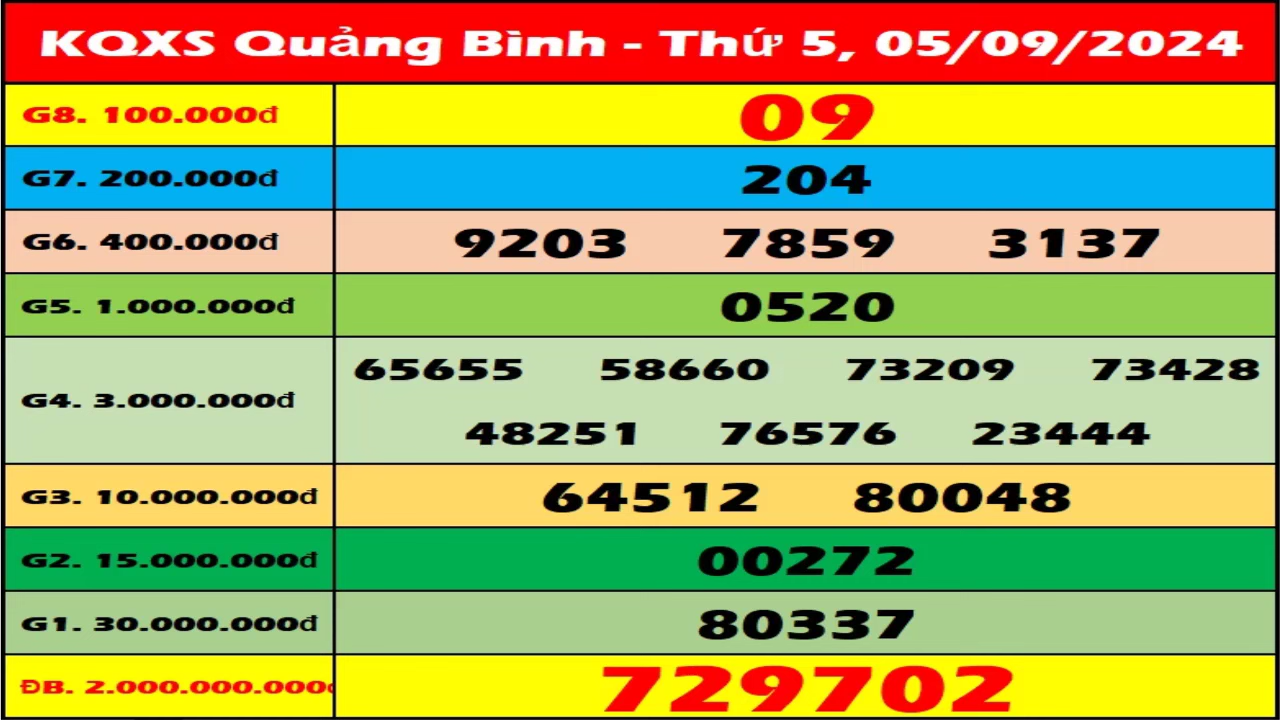 KQXS Quảng Bình - Thứ 5, 05/09/2024
G8. 100.000đ 09
G7. 200.000đ 204
G6. 400.000đ 9203 7859 3137
G5. 1.000.000đ 0520
G4. 3.000.000đ 65655 58660 73209 73428
48251 76576 23444
G3. 10.000.000đ 64512 80048
G2. 15.000.000đ 00272
G1. 30.000.000đ 80337
ĐB. 2.000.000.000đ 729702